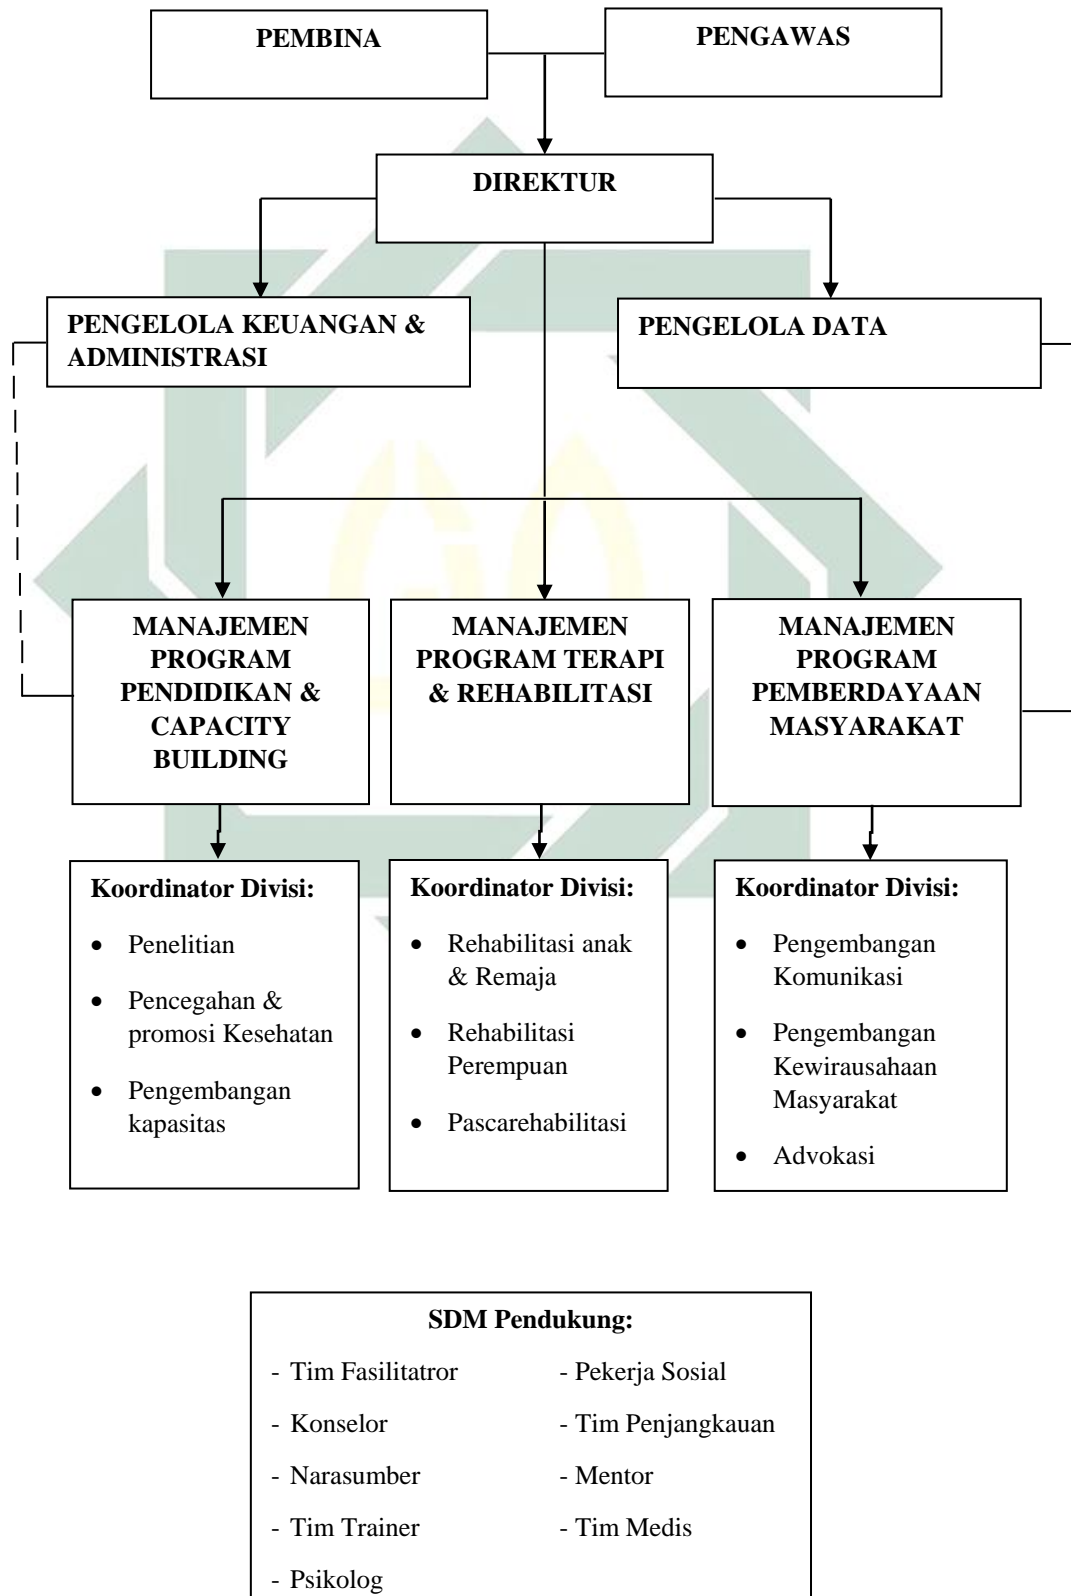 PEMBINA
PENGAWAS
DIREKTUR
PENGELOLA KEUANGAN &
ADMINISTRASI
PENGELOLA DATA
MANAJEMEN
PROGRAM
PENDIDIKAN &
CAPACITY
BUILDING
MANAJEMEN
PROGRAM TERAPI
& REHABILITASI
MANAJEMEN
PROGRAM
PEMBERDAYAAN
MASYARAKAT
Koordinator Divisi:
• Penelitian
• Pencegahan &
promosi Kesehatan
• Pengembangan
kapasitas
Koordinator Divisi:
• Rehabilitasi anak
& Remaja
• Rehabilitasi
Perempuan
• Pascarehabilitasi
Koordinator Divisi:
• Pengembangan
Komunikasi
• Pengembangan
Kewirausahaan
Masyarakat
• Advokasi
SDM Pendukung:
- Tim Fasilitatror
- Konselor
- Narasumber
- Tim Trainer
- Psikolog
- Pekerja Sosial
- Tim Penjangkauan
- Mentor
- Tim Medis